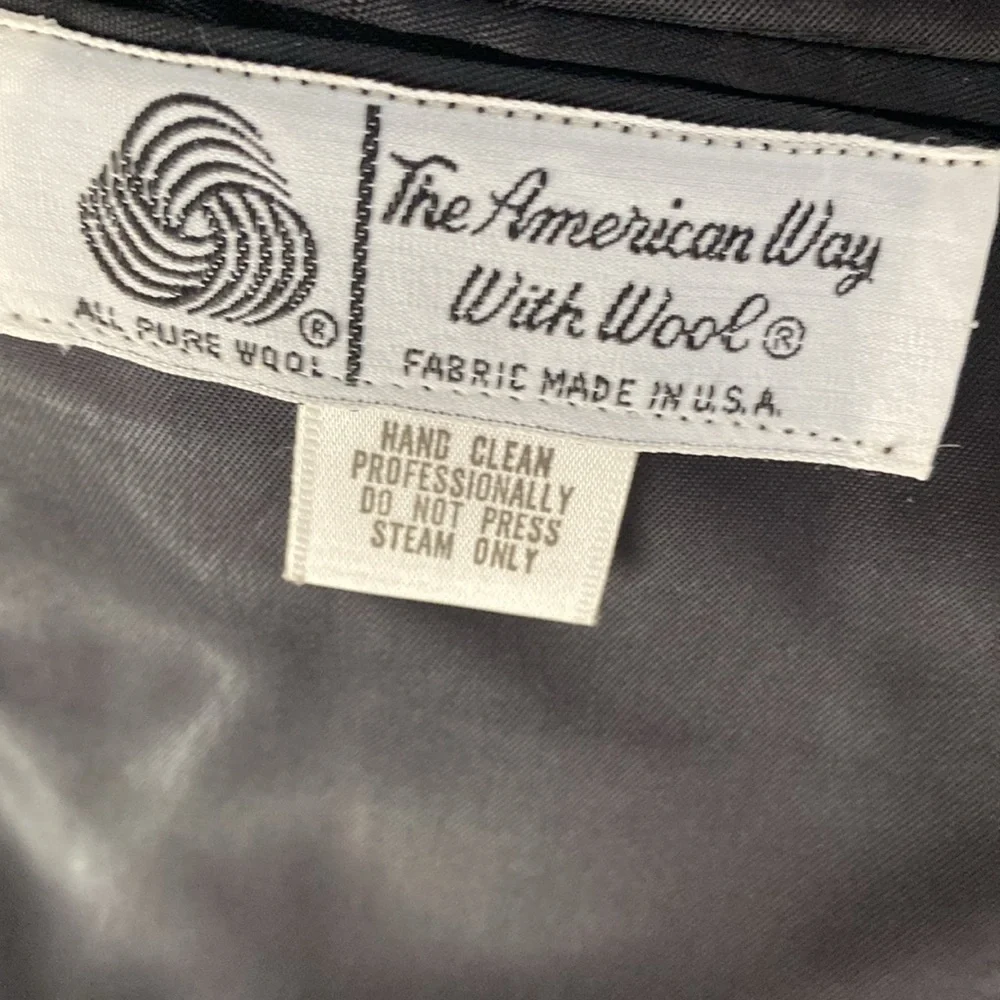 ALL PURE WOOL ®
The American Way
With Wool ®
FABRIC MADE IN U.S.A.
HAND CLEAN
PROFESSIONALLY
DO NOT PRESS
STEAM ONLY